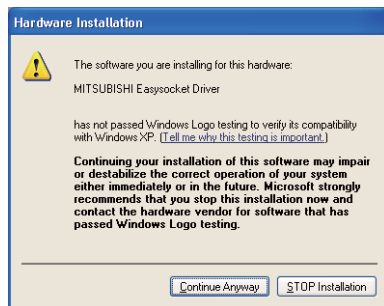 Hardware Installation
The software you are installing for this hardware:
MITSUBISHI Easysocket Driver
has not passed Windows Logo testing to verify its compatibility
with Windows XP. (Tell me why this testing is important.)
Continuing your installation of this software may impair
or destabilize the correct operation of your system
either immediately or in the future. Microsoft strongly
recommends that you stop this installation now and
contact the hardware vendor for software that has
passed Windows Logo testing.
Continue Anyway STOP Installation